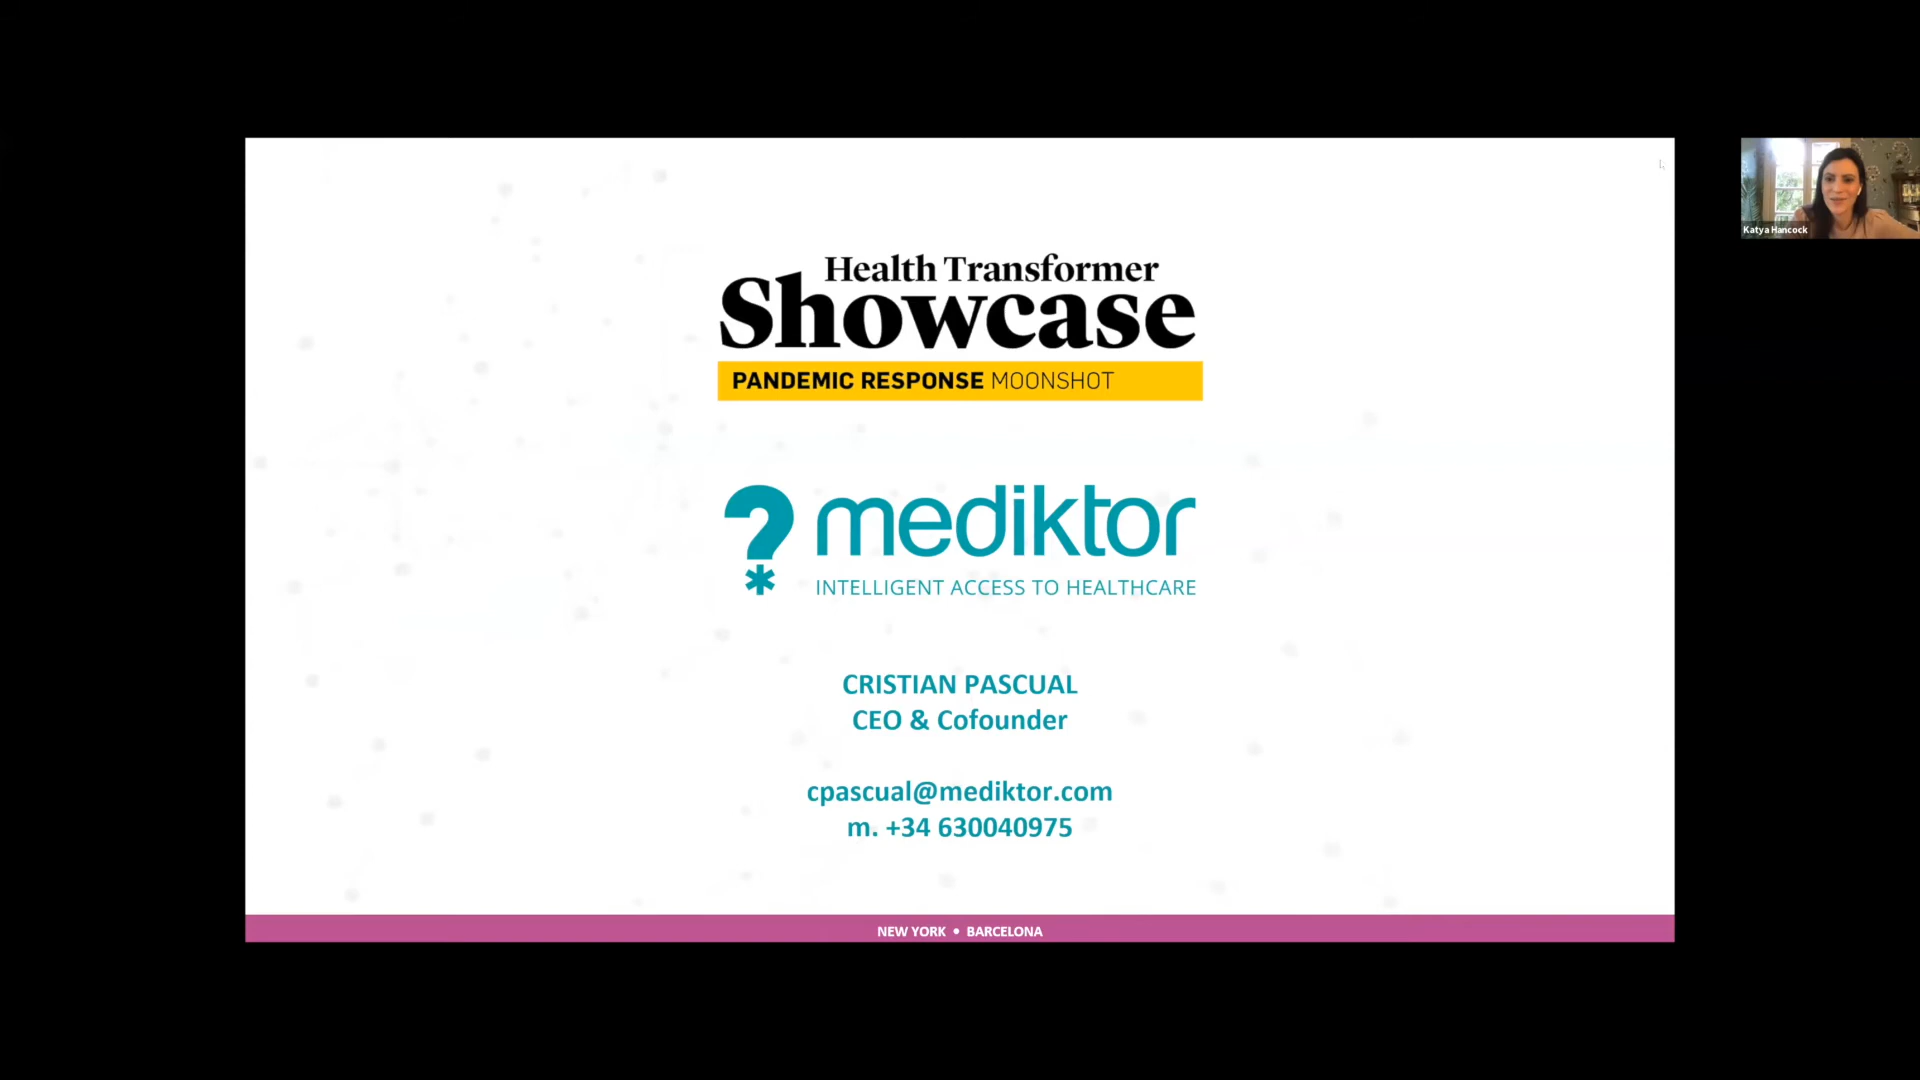 Health Transformer
Showcase
PANDEMIC RESPONSE MOONSHOT
mediktor
INTELLIGENT ACCESS TO HEALTHCARE
CRISTIAN PASCUAL
CEO & Cofounder
cpascual@mediktor.com
m. +34 630040975
NEW YORK • BARCELONA
Katya Hancock